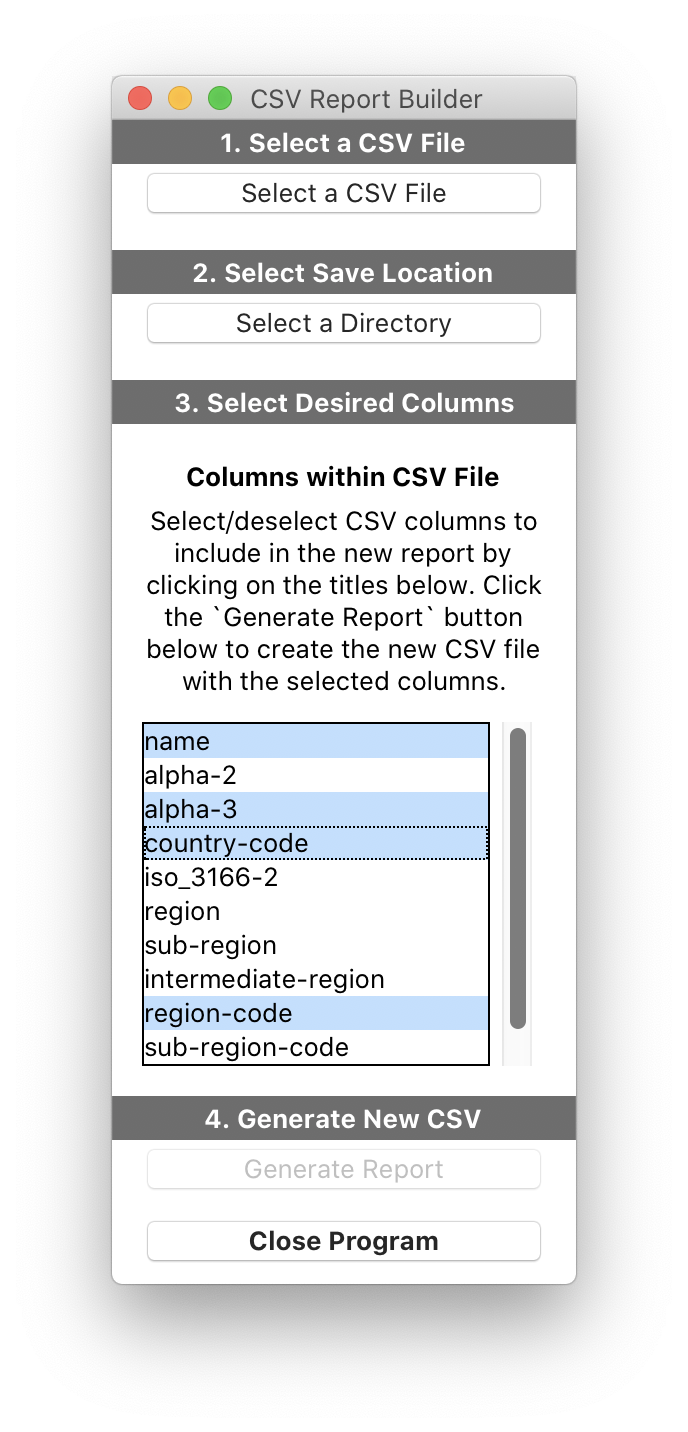 CSV Report Builder
1. Select a CSV File
Select a CSV File
2. Select Save Location
Select a Directory
3. Select Desired Columns
Columns within CSV File
Select/deselect CSV columns to
include in the new report by
clicking on the titles below. Click
the `Generate Report` button
below to create the new CSV file
with the selected columns.
name
alpha-2
alpha-3
country-code
iso_3166-2
region
sub-region
intermediate-region
region-code
sub-region-code
4. Generate New CSV
Generate Report
Close Program